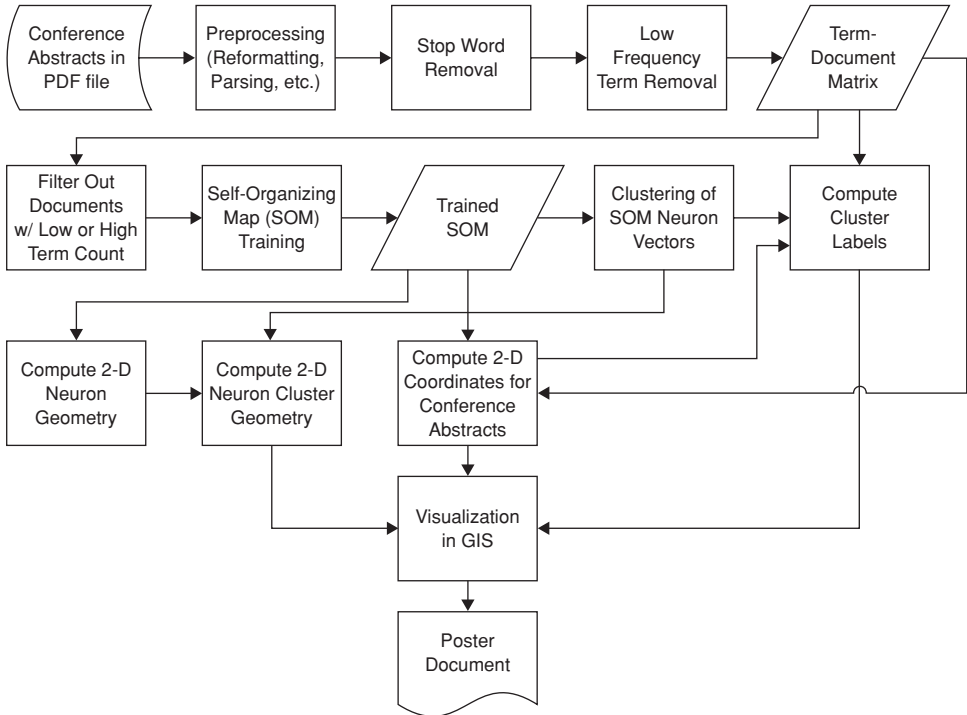 Conference
Abstracts in
PDF file
Preprocessing
(Reformatting,
Parsing, etc.)
Stop Word
Removal
Low
Frequency
Term Removal
Term-
Document
Matrix
Filter Out
Documents
w/ Low or High
Term Count
Self-Organizing
Map (SOM)
Training
Trained
SOM
Clustering of
SOM Neuron
Vectors
Compute
Cluster
Labels
Compute 2-D
Neuron
Geometry
Compute 2-D
Neuron Cluster
Geometry
Compute 2-D
Coordinates for
Conference
Abstracts
Visualization
in GIS
Poster
Document